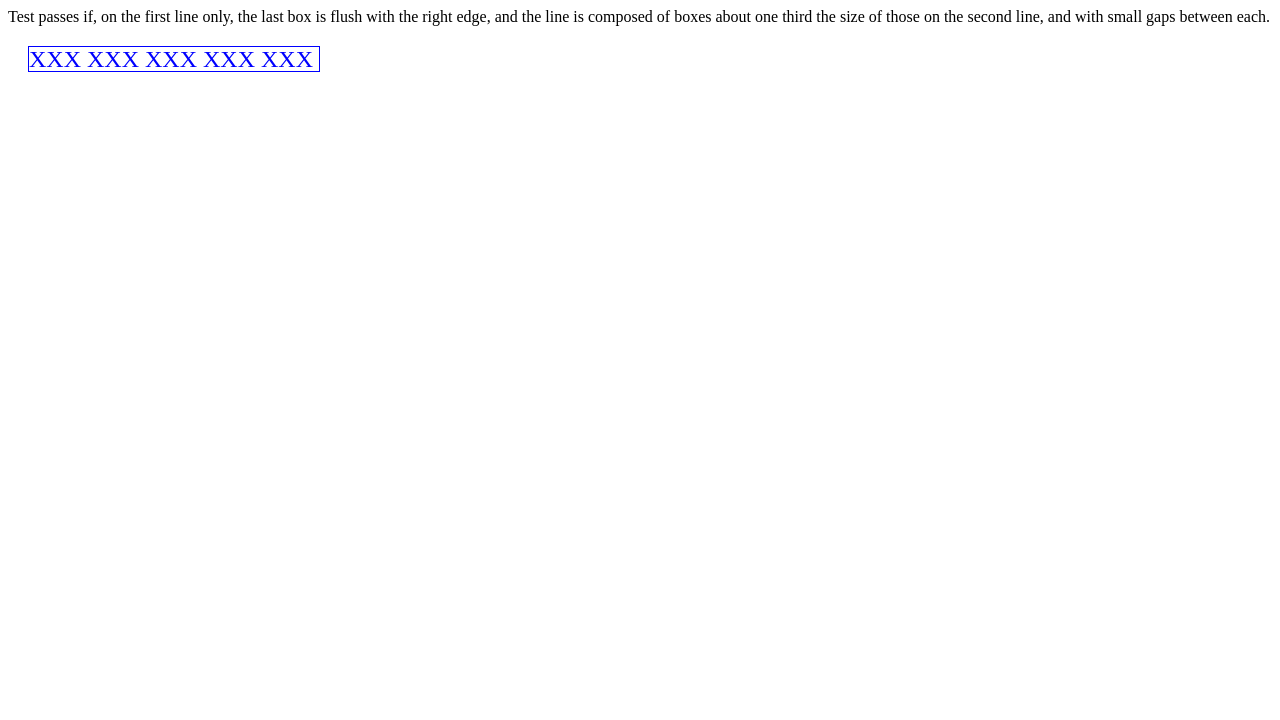 Test passes if, on the first line only, the last box is flush with the right edge, and the line is composed of boxes about one third the size of those on the second line, and with small gaps between each.
XXX XXX XXX XXX XXX